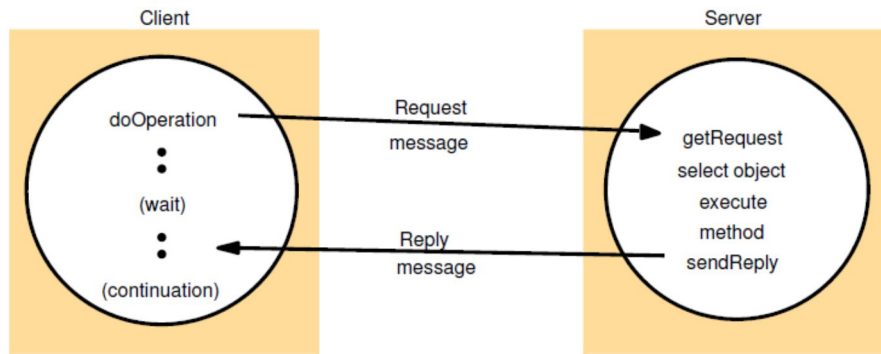 Client
Server
doOperation
(wait)
(continuation)
Request
message
Reply
message
getRequest
select object
execute
method
sendReply